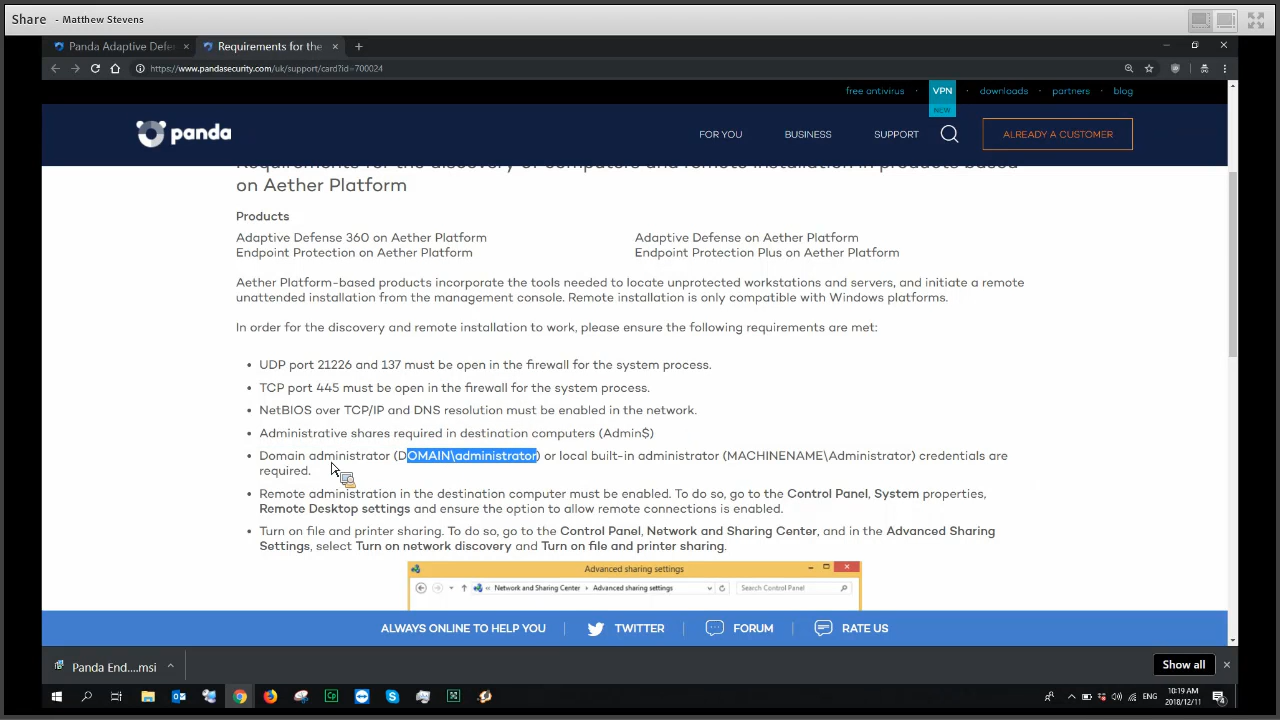 Share - Matthew Stevens
Panda Adaptive Defe
Requirements for the
https://www.pandasecurity.com/uk/support/card?id=700024
free antivirus · VPN · downloads · partners · blog
NEW
panda
FOR YOU BUSINESS SUPPORT ALREADY A CUSTOMER
Requirements for the discovery of computers and remote installation in products based
on Aether Platform
Products
Adaptive Defense 360 on Aether Platform Adaptive Defense on Aether Platform
Endpoint Protection on Aether Platform Endpoint Protection Plus on Aether Platform
Aether Platform-based products incorporate the tools needed to locate unprotected workstations and servers, and initiate a remote
unattended installation from the management console. Remote installation is only compatible with Windows platforms.
In order for the discovery and remote installation to work, please ensure the following requirements are met:
• UDP port 21226 and 137 must be open in the firewall for the system process.
• TCP port 445 must be open in the firewall for the system process.
• NetBIOS over TCP/IP and DNS resolution must be enabled in the network.
• Administrative shares required in destination computers (Admin$)
• Domain administrator (DOMAIN\administrator) or local built-in administrator (MACHINENAME\Administrator) credentials are
required.
• Remote administration in the destination computer must be enabled. To do so, go to the Control Panel, System properties,
Remote Desktop settings and ensure the option to allow remote connections is enabled.
• Turn on file and printer sharing. To do so, go to the Control Panel, Network and Sharing Center, and in the Advanced Sharing
Settings, select Turn on network discovery and Turn on file and printer sharing.
Advanced sharing settings
« Network and Sharing Center Advanced sharing settings Search Control Panel
ALWAYS ONLINE TO HELP YOU TWITTER FORUM RATE US
Panda End....msi Show all
ENG
10:19 AM
2018/12/11
4